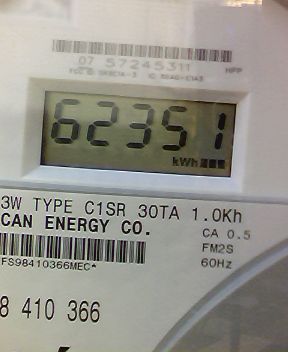 07 57245311
HPP
62351
kWh
3W TYPE C1SR 30TA 1.0Kh
CAN ENERGY CO.
CA 0.5
FM2S
60Hz
FS98410366MEC*
8 410 366